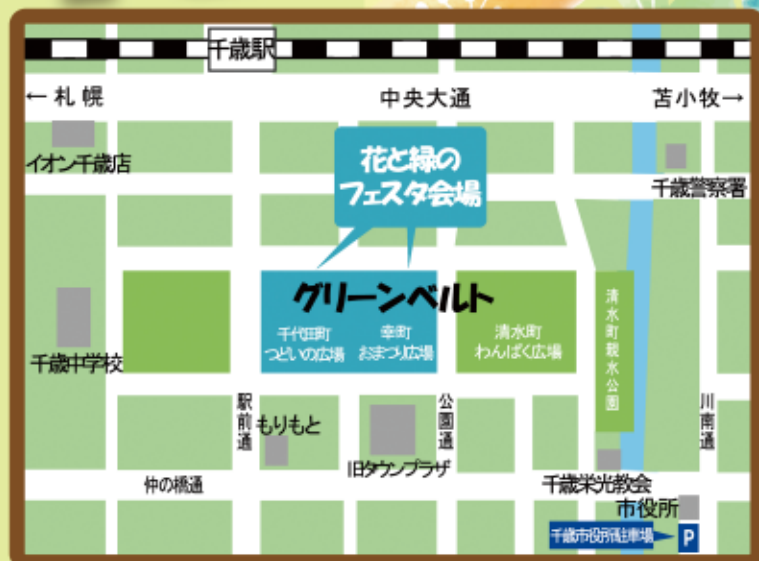 千歳駅
← 札幌
中央大通
苫小牧→
イオン千歳店
花と緑の
フェスタ会場
千歳警察署
グリーンベルト
千代田町
つどいの広場
幸町
おまつり広場
清水町
わんぱく広場
清水町親水公園
千歳中学校
駅前通
もりもと
旧タウンプラザ
公園通
川南通
仲の橋通
千歳栄光教会
市役所
千歳市役所駐車場
P